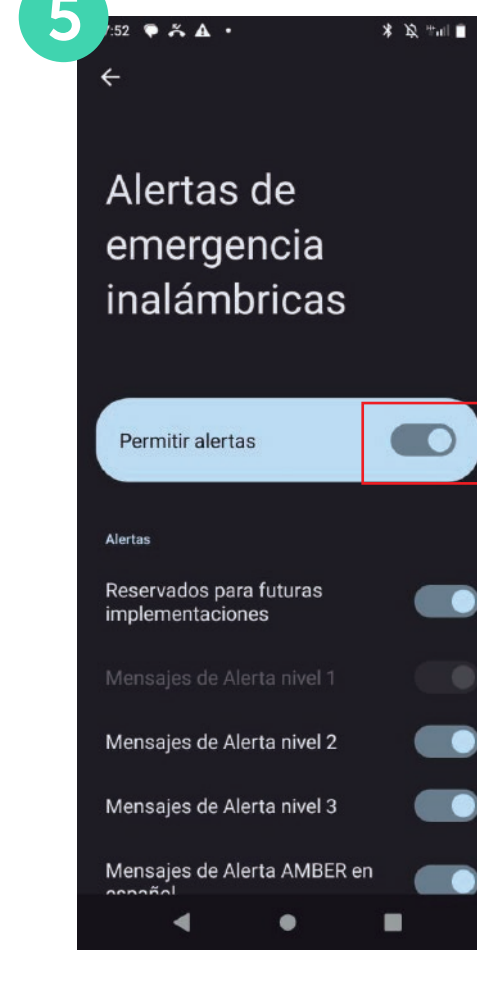 5
:52
Alertas de
emergencia
inalámbricas
Permitir alertas
Alertas
Reservados para futuras
implementaciones
Mensajes de Alerta nivel 1
Mensajes de Alerta nivel 2
Mensajes de Alerta nivel 3
Mensajes de Alerta AMBER en
español